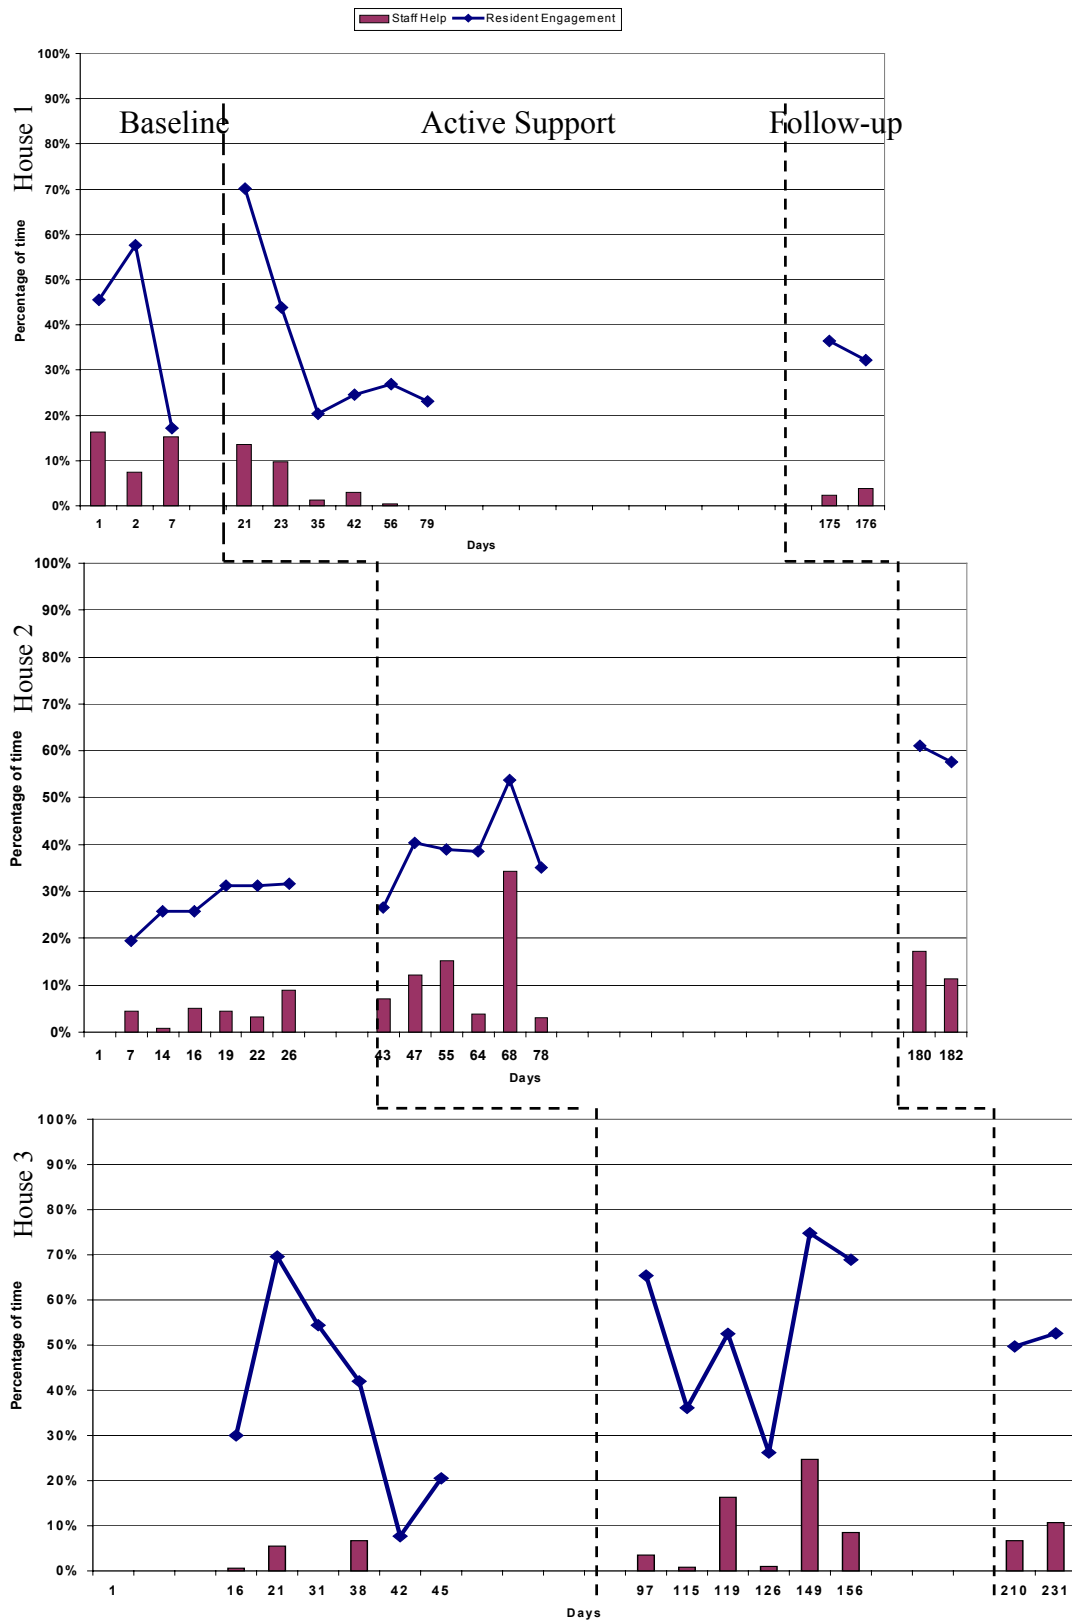 Staff Help Resident Engagement
House 1
Percentage of time
100%
90%
80%
70%
60%
50%
40%
30%
20%
10%
0%
Baseline Active Support Follow-up
1 2 7 21 23 35 42 56 79 175 176
Days
House 2
Percentage of time
100%
90%
80%
70%
60%
50%
40%
30%
20%
10%
0%
1 7 14 16 19 22 26 43 47 55 64 68 78 180 182
Days
House 3
Percentage of time
100%
90%
80%
70%
60%
50%
40%
30%
20%
10%
0%
1 16 21 31 38 42 45 97 115 119 126 149 156 210 231
Days